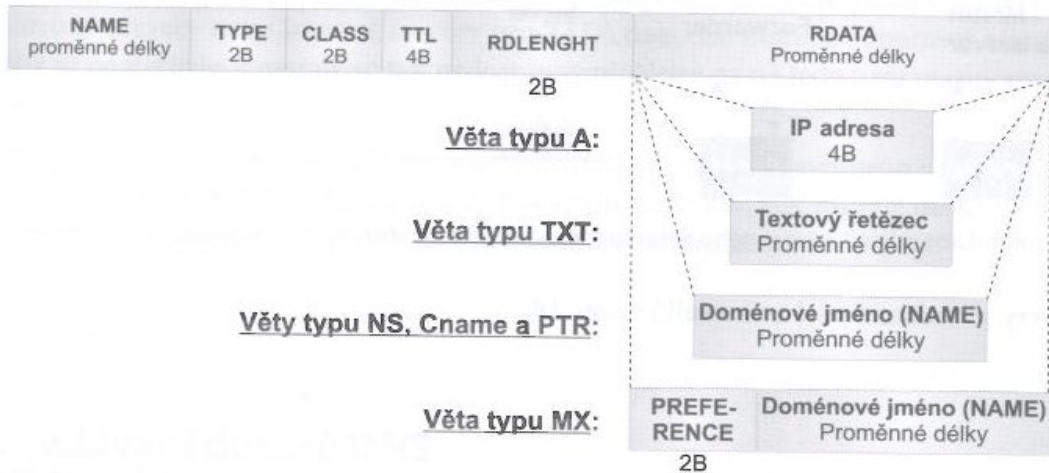 NAME
proměnné délky
TYPE
2B
CLASS
2B
TTL
4B
RDLENGHT
2B
RDATA
Proměnné délky
Věta typu A:
IP adresa
4B
Věta typu TXT:
Textový řetězec
Proměnné délky
Věty typu NS, Cname a PTR:
Doménové jméno (NAME)
Proměnné délky
Věta typu MX:
PREFE-
RENCE
2B
Doménové jméno (NAME)
Proměnné délky